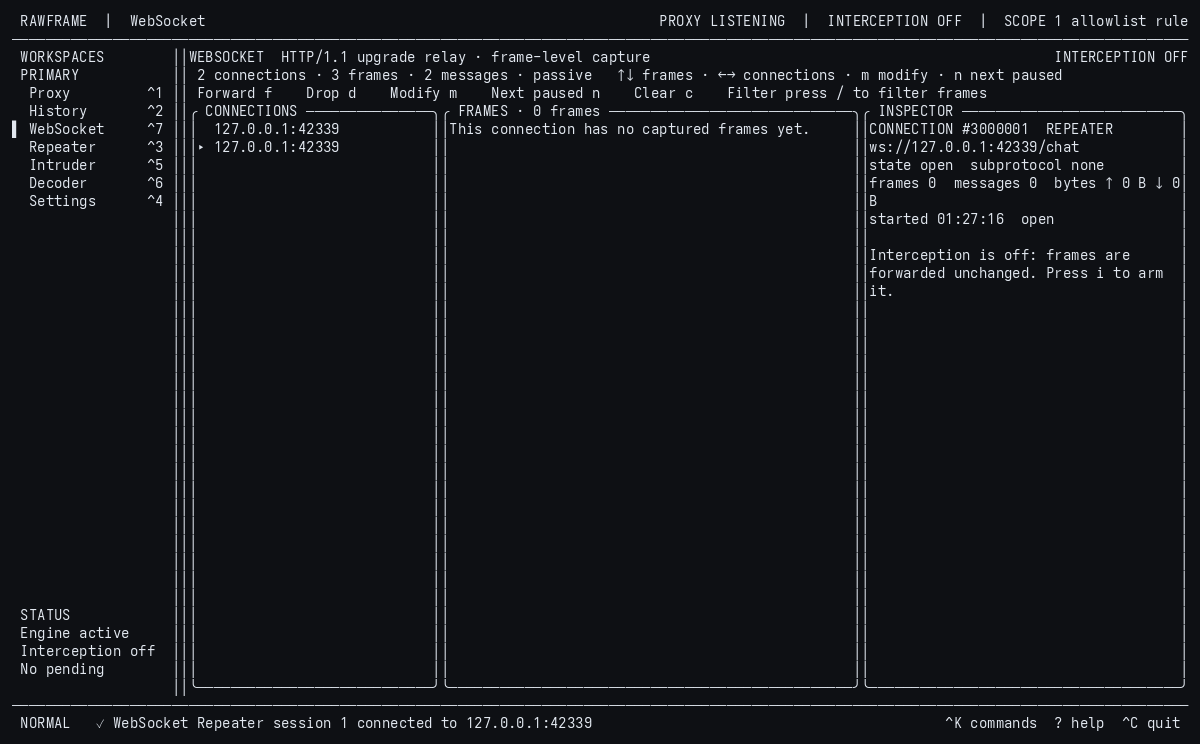 RAWFRAME │ WebSocket PROXY LISTENING │ INTERCEPTION OFF │ SCOPE 1 allowlist rule
WORKSPACES WEBSOCKET HTTP/1.1 upgrade relay · frame-level capture INTERCEPTION OFF
PRIMARY 2 connections · 3 frames · 2 messages · passive ↑↓ frames · ←→ connections · m modify · n next paused
Proxy ^1 Forward f Drop d Modify m Next paused n Clear c Filter press / to filter frames
History ^2 CONNECTIONS FRAMES · 0 frames INSPECTOR
WebSocket ^7 127.0.0.1:42339 This connection has no captured frames yet. CONNECTION #3000001 REPEATER
Repeater ^3 ▸ 127.0.0.1:42339 ws://127.0.0.1:42339/chat
Intruder ^5 state open subprotocol none
Decoder ^6 frames 0 messages 0 bytes ↑ 0 B ↓ 0
Settings ^4 B
started 01:27:16 open
Interception is off: frames are
forwarded unchanged. Press i to arm
it.
STATUS
Engine active
Interception off
No pending
NORMAL ✓ WebSocket Repeater session 1 connected to 127.0.0.1:42339 ^K commands ? help ^C quit